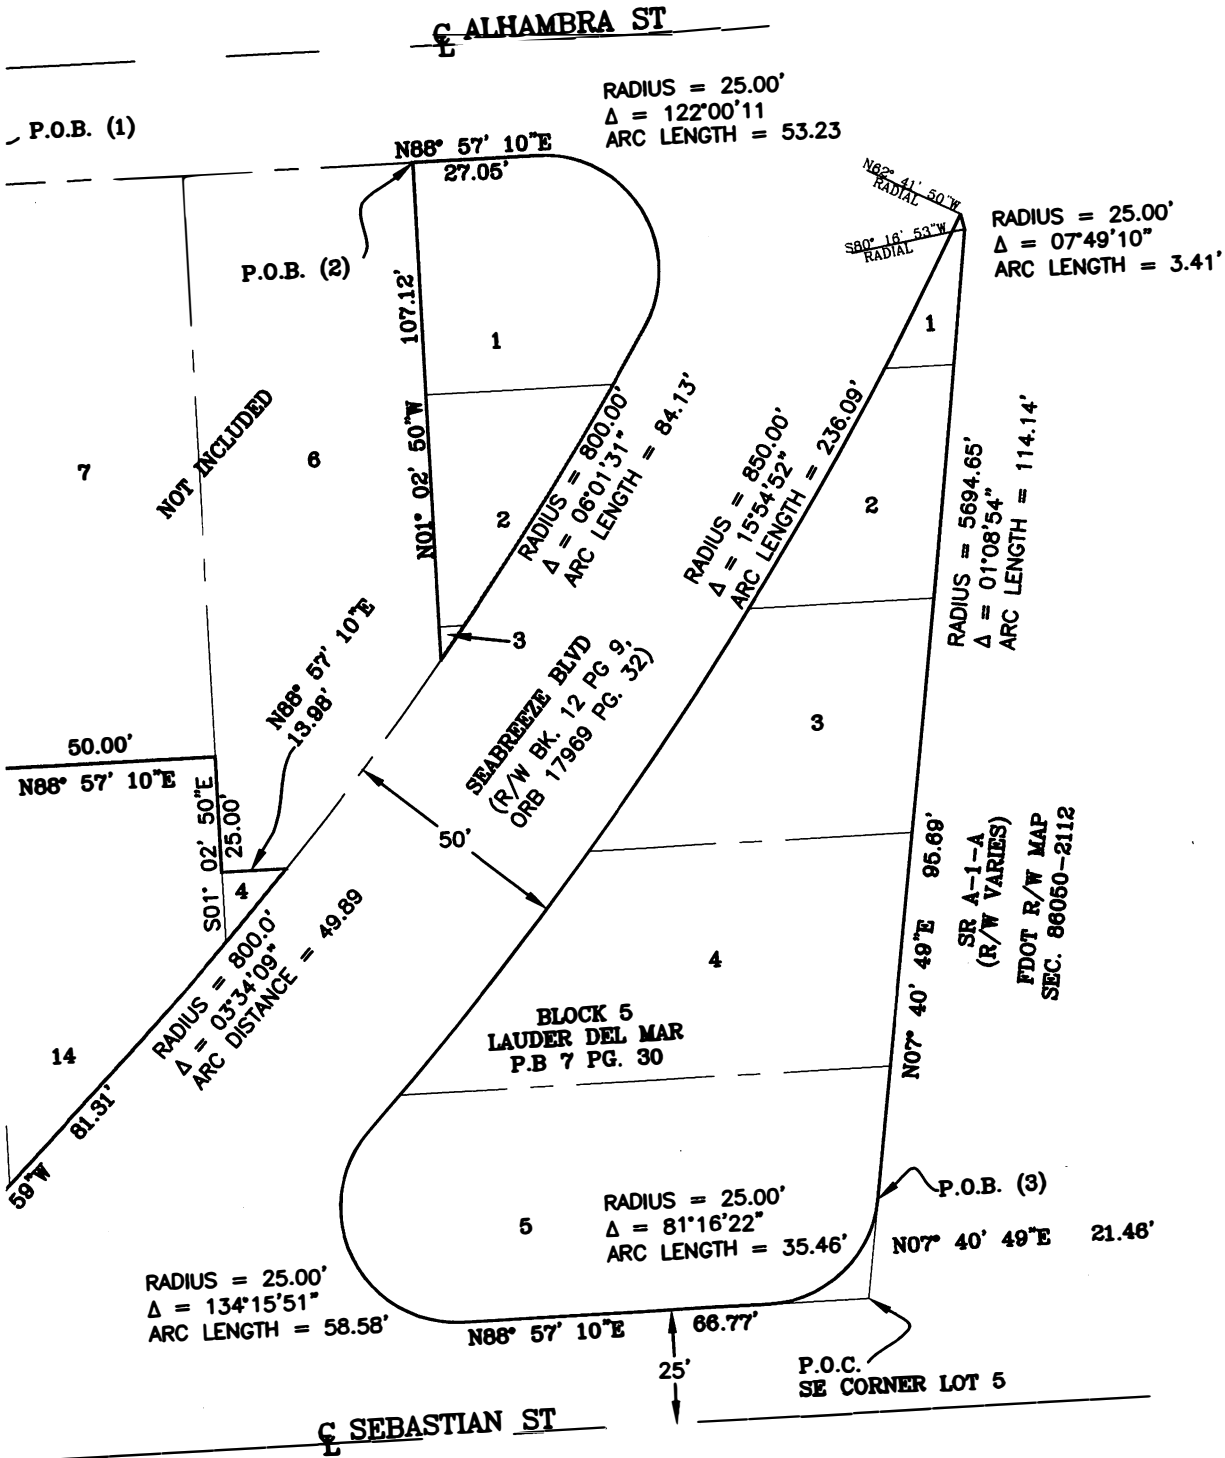 ℄ ALHAMBRA ST
RADIUS = 25.00'
Δ = 122°00'11
ARC LENGTH = 53.23
P.O.B. (1)
N88° 57' 10"E
27.05'
N62° 41' 50"W
RADIAL
S80° 16' 53"W
RADIAL
RADIUS = 25.00'
Δ = 07°49'10"
ARC LENGTH = 3.41'
P.O.B. (2)
107.12'
N01° 02' 50"W
1
1
NOT INCLUDED
7
6
2
RADIUS = 800.00'
Δ = 06°01'31"
ARC LENGTH = 84.13'
RADIUS = 850.00'
Δ = 15°54'52"
ARC LENGTH = 236.09'
2
RADIUS = 5694.65'
Δ = 01°08'54"
ARC LENGTH = 114.14'
3
N88° 57' 10"E
13.98'
SEABREEZE BLVD
(R/W BK. 12 PG 9,
ORB 17969 PG. 32)
3
50.00'
N88° 57' 10"E
S01° 02' 50"E
25.00'
50'
4
N07° 40' 49"E 95.69'
SR A-1-A
(R/W VARIES)
FDOT R/W MAP
SEC. 86050-2112
RADIUS = 800.0'
Δ = 03°34'09"
ARC DISTANCE = 49.89
4
BLOCK 5
LAUDER DEL MAR
P.B 7 PG. 30
14
81.31'
59"W
P.O.B. (3)
5
RADIUS = 25.00'
Δ = 81°16'22"
ARC LENGTH = 35.46'
N07° 40' 49"E 21.46'
RADIUS = 25.00'
Δ = 134°15'51"
ARC LENGTH = 58.58'
N88° 57' 10"E 66.77'
25'
P.O.C.
SE CORNER LOT 5
℄ SEBASTIAN ST